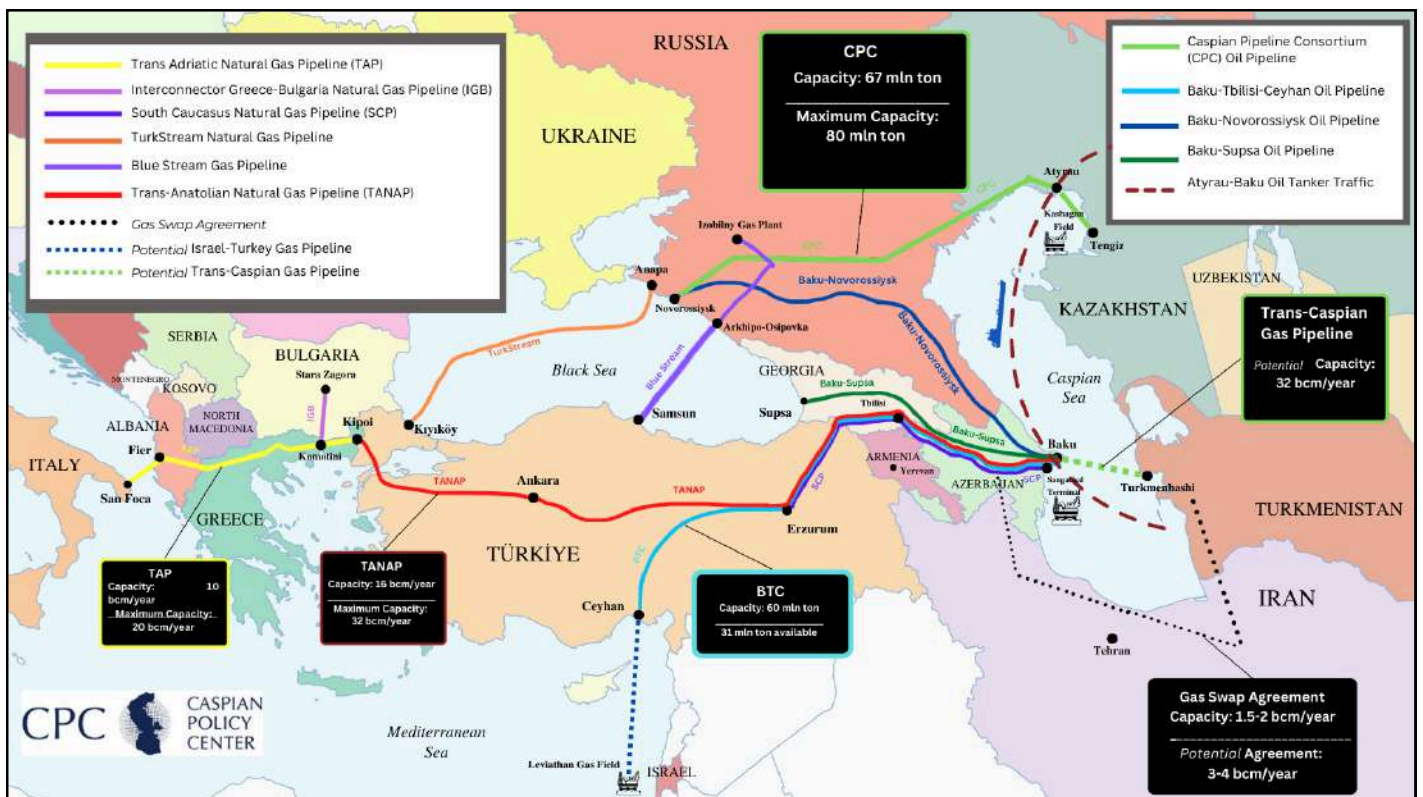 Trans Adriatic Natural Gas Pipeline (TAP)
Interconnector Greece-Bulgaria Natural Gas Pipeline (IGB)
South Caucasus Natural Gas Pipeline (SCP)
TurkStream Natural Gas Pipeline
Blue Stream Gas Pipeline
Trans-Anatolian Natural Gas Pipeline (TANAP)
Gas Swap Agreement
Potential Israel-Turkey Gas Pipeline
Potential Trans-Caspian Gas Pipeline
RUSSIA
CPC
Capacity: 67 mln ton
Maximum Capacity:
80 mln ton
Caspian Pipeline Consortium
(CPC) Oil Pipeline
Baku-Tbilisi-Ceyhan Oil Pipeline
Baku-Novorossiysk Oil Pipeline
Baku-Supsa Oil Pipeline
Atyrau-Baku Oil Tanker Traffic
UKRAINE
Atyrau
CPC
Kashagan
Field
Tengiz
Izobilny Gas Plant
CPC
Anapa
Novorossiysk
Baku-Novorossiysk
Baku-Novorossiysk
Arkhipo-Osipovka
UZBEKISTAN
KAZAKHSTAN
Trans-Caspian
Gas Pipeline
Potential Capacity:
32 bcm/year
SERBIA
BULGARIA
Stara Zagora
MONTENEGRO
KOSOVO
NORTH
MACEDONIA
ALBANIA
Fier
TAP
IGB
Komotini
Kipoi
Kıyıköy
TurkStream
Black Sea
Blue Stream
Samsun
GEORGIA
Baku-Supsa
Supsa
Tbilisi
Baku-Supsa
Caspian
Sea
Baku
ARMENIA
Yerevan
AZERBAIJAN
SCP
Sangachal
Terminal
Turkmenbashi
TURKMENISTAN
ITALY
San Foca
GREECE
TANAP
Ankara
TANAP
SCP
Erzurum
TÜRKİYE
BTC
Ceyhan
TAP
Capacity: 10
bcm/year
Maximum Capacity:
20 bcm/year
TANAP
Capacity: 16 bcm/year
Maximum Capacity:
32 bcm/year
BTC
Capacity: 60 mln ton
31 mln ton available
IRAN
Tehran
Gas Swap Agreement
Capacity: 1.5-2 bcm/year
Potential Agreement:
3-4 bcm/year
CPC
CASPIAN
POLICY
CENTER
Mediterranean
Sea
Leviathan Gas Field
ISRAEL